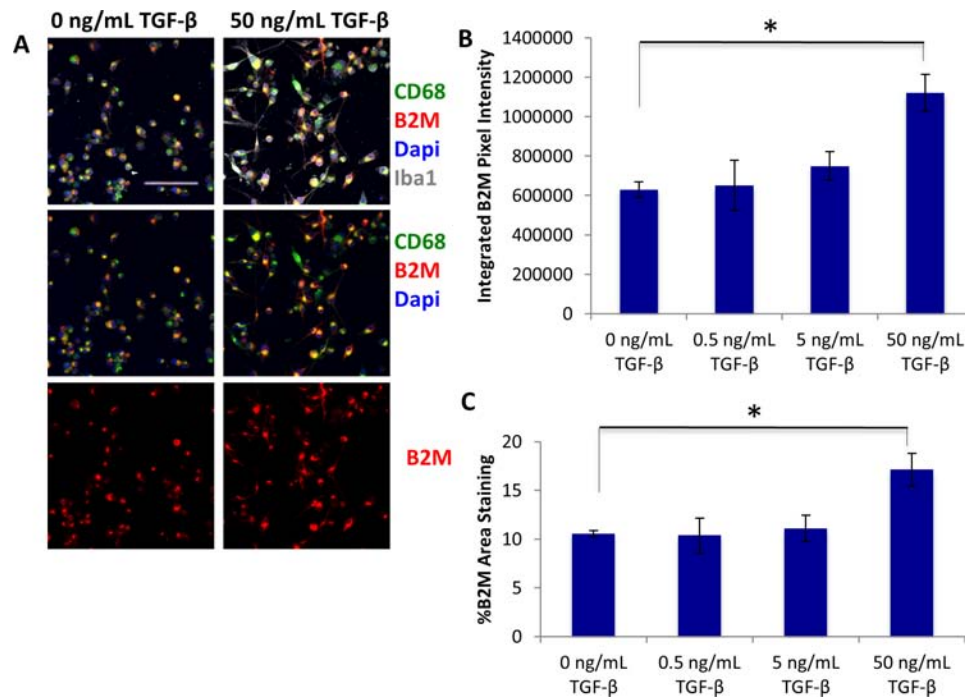 0 ng/mL TGF-β 50 ng/mL TGF-β
A
CD68
B2M
Dapi
Iba1
CD68
B2M
Dapi
B2M
B
*
Integrated B2M Pixel Intensity
1400000
1200000
1000000
800000
600000
400000
200000
0
0 ng/mL 0.5 ng/mL 5 ng/mL 50 ng/mL
TGF-β TGF-β TGF-β TGF-β
C
*
%B2M Area Staining
20
15
10
5
0
0 ng/mL 0.5 ng/mL 5 ng/mL 50 ng/mL
TGF-β TGF-β TGF-β TGF-β